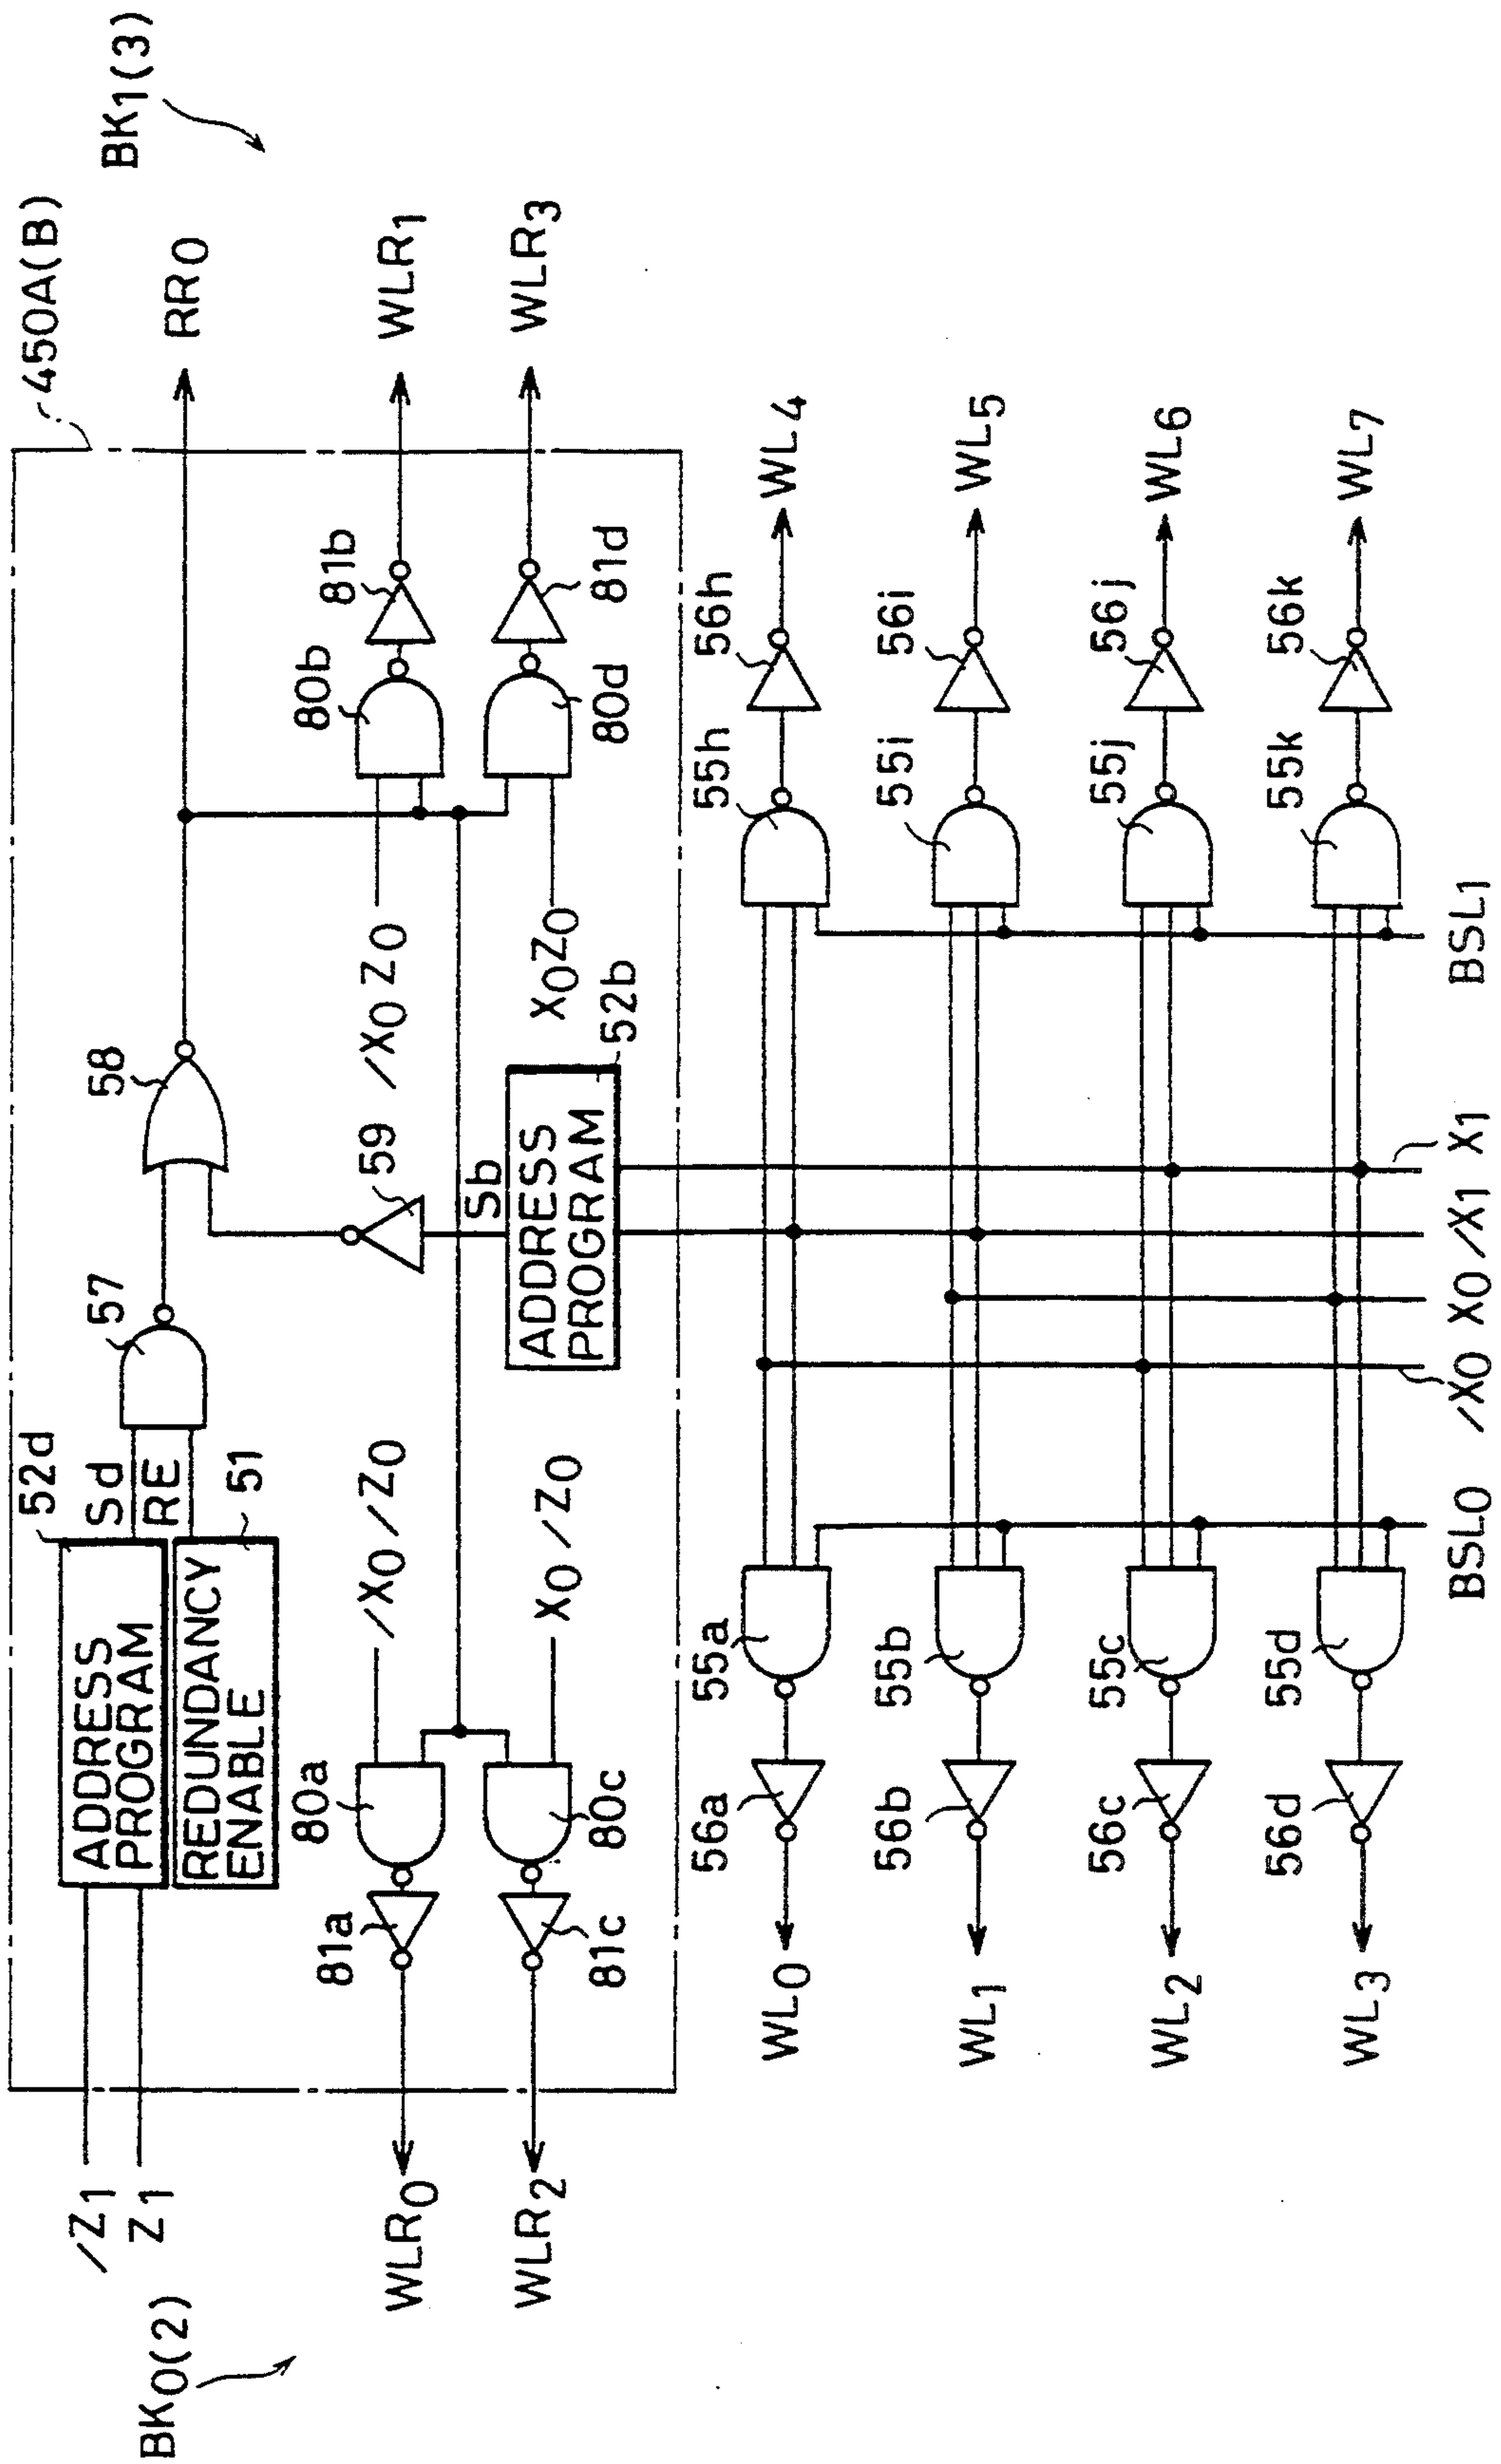 BK1(3)
450A(B)
RR0
WLR1
WLR3
81b
81d
80b
80d
/X0 Z0
X0Z0
58
59
Sb
ADDRESS
PROGRAM
52b
57
52d
Sd
RE
51
ADDRESS
PROGRAM
REDUNDANCY
ENABLE
/X0/Z0
X0/Z0
80a
80c
81a
81c
/Z1
Z1
WLR0
WLR2
BK0(2)
WL4
WL5
WL6
WL7
56h
56i
56j
56k
55h
55i
55j
55k
BSL1
X1
/X1
X0
/X0
BSL0
55a
55b
55c
55d
56a
56b
56c
56d
WL0
WL1
WL2
WL3